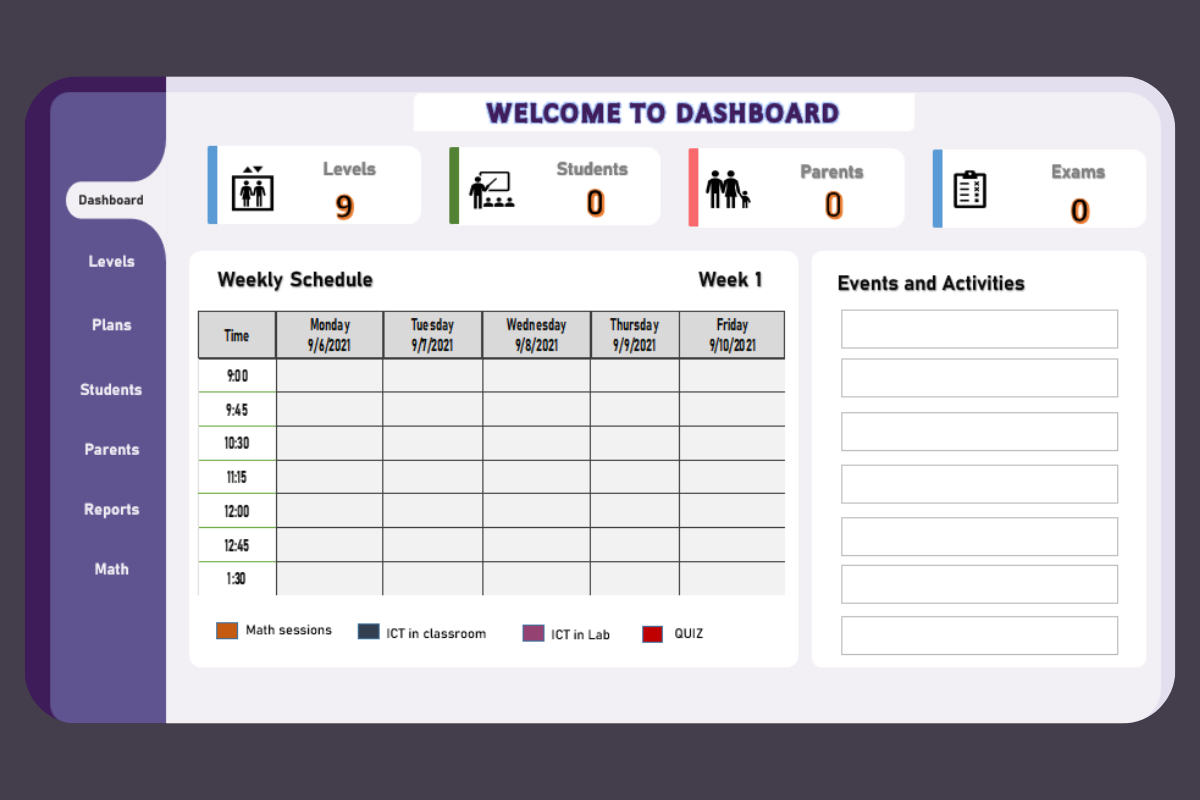 WELCOME TO DASHBOARD
Dashboard
Levels
Plans
Students
Parents
Reports
Math
Levels
9
Students
0
Parents
0
Exams
0
Weekly Schedule
Week 1
Time
Monday
9/6/2021
Tuesday
9/7/2021
Wednesday
9/8/2021
Thursday
9/9/2021
Friday
9/10/2021
9:00
9:45
10:30
11:15
12:00
12:45
1:30
Math sessions
ICT in classroom
ICT in Lab
QUIZ
Events and Activities